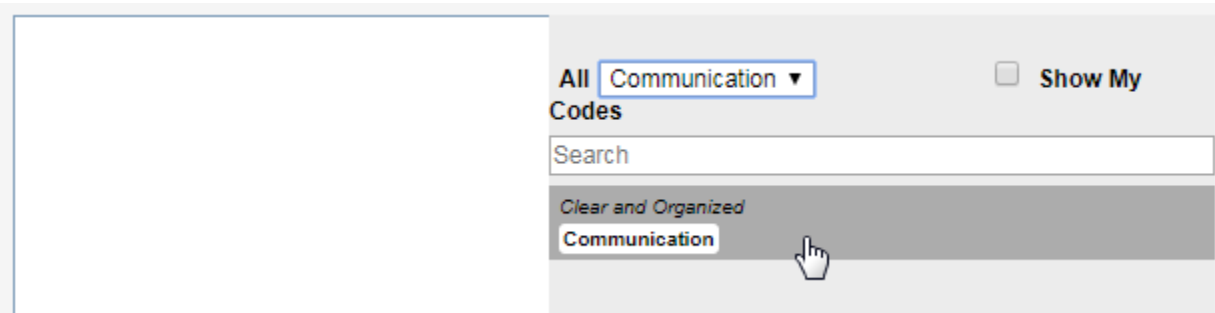 All Communication ▼ Show My
Codes
Search
Clear and Organized
Communication